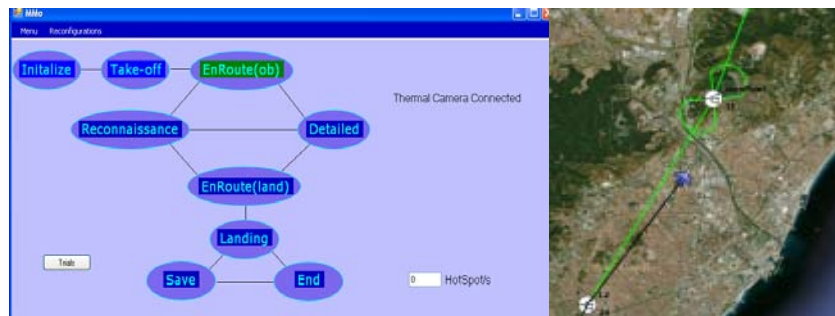 MMo
Menu Reconfigurations
Initalize Take-off EnRoute(ob)
Thermal Camera Connected
Reconnaissance Detailed
EnRoute(land)
Landing
Trials
Save End
0 HotSpot/s